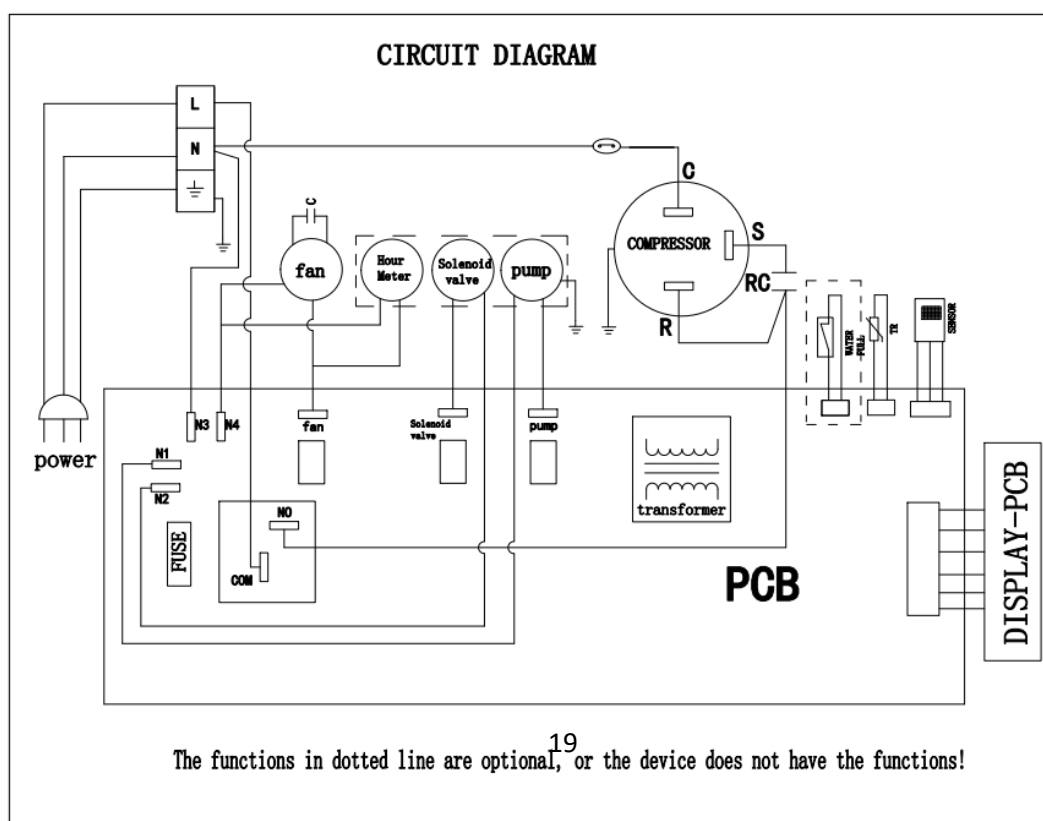 CIRCUIT DIAGRAM
L
N
C
C
fan
Hour
Meter
Solenoid
valve
pump
COMPRESSOR
S
RC
R
WATER
FULL
TR
SENSOR
power
N3
N4
fan
Solenoid
valve
pump
N1
N2
transformer
FUSE
NO
COM
PCB
DISPLAY-PCB
19
The functions in dotted line are optional, or the device does not have the functions!